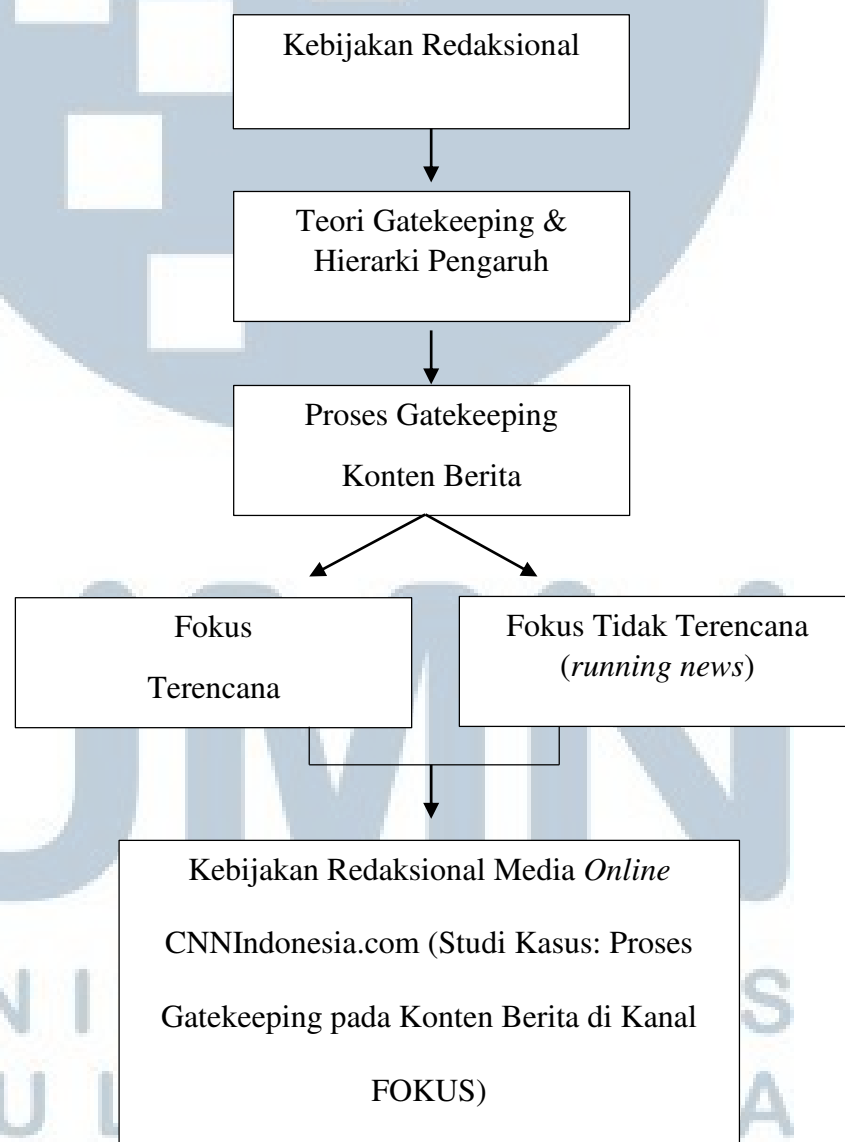 Kebijakan Redaksional
Teori Gatekeeping &
Hierarki Pengaruh
Proses Gatekeeping
Konten Berita
Fokus
Terencana
Fokus Tidak Terencana
(running news)
UMN
Kebijakan Redaksional Media Online
CNNIndonesia.com (Studi Kasus: Proses
Gatekeeping pada Konten Berita di Kanal
FOKUS)